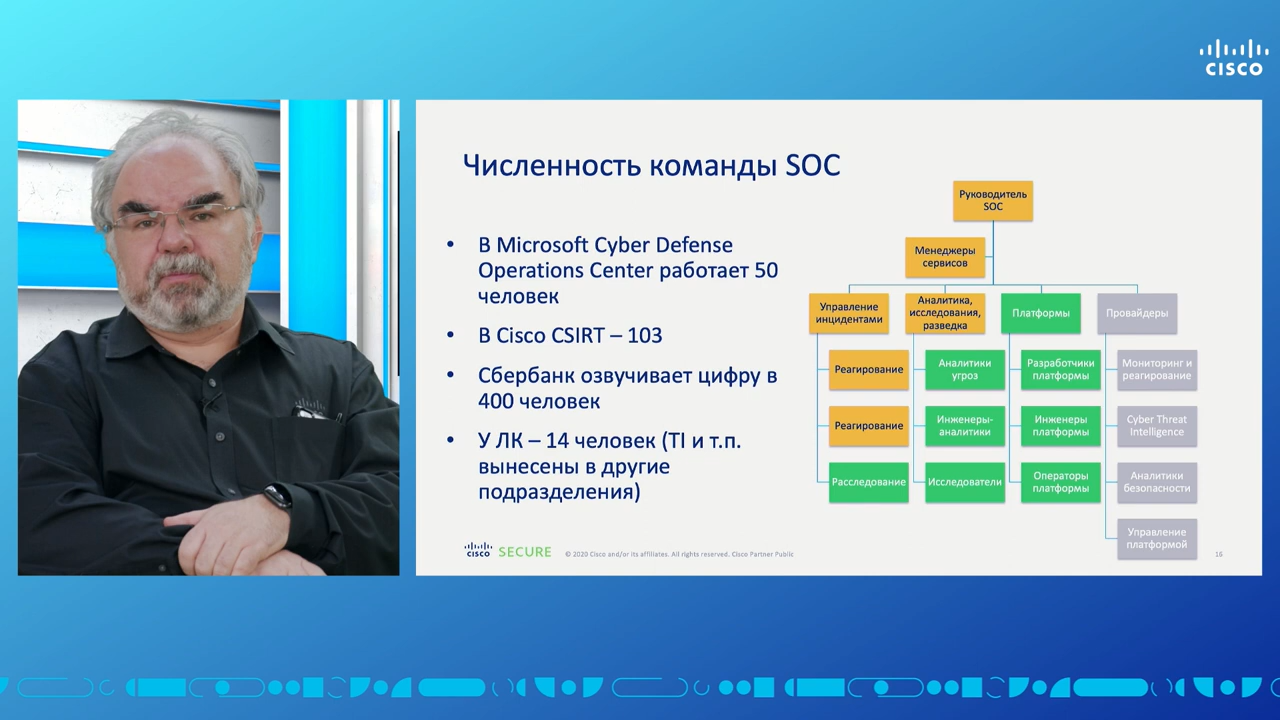 CISCO
Численность команды SOC
• В Microsoft Cyber Defense
Operations Center работает 50
человек
• В Cisco CSIRT – 103
• Сбербанк озвучивает цифру в
400 человек
• У ЛК – 14 человек (TI и т.п.
вынесены в другие
подразделения)
Руководитель
SOC
Менеджеры
сервисов
Управление
инцидентами
Реагирование
Реагирование
Расследование
Аналитика,
исследования,
разведка
Аналитики
угроз
Инженеры-
аналитики
Исследователи
Платформы
Разработчики
платформы
Инженеры
платформы
Операторы
платформы
Провайдеры
Мониторинг и
реагирование
Cyber Threat
Intelligence
Аналитики
безопасности
Управление
платформой
CISCO SECURE © 2020 Cisco and/or its affiliates. All rights reserved. Cisco Partner Public 16